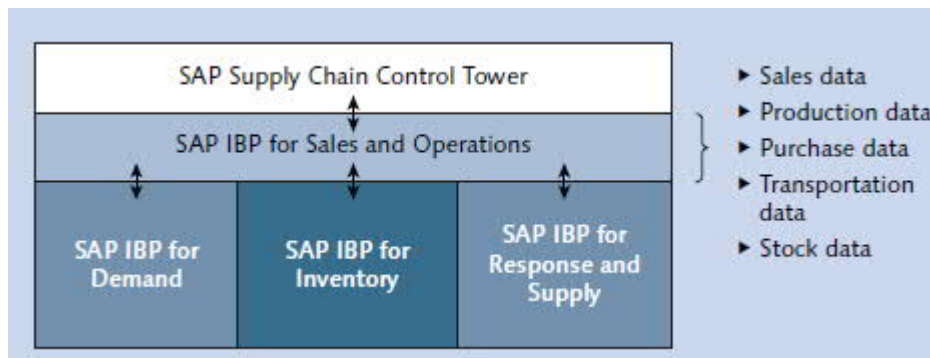 SAP Supply Chain Control Tower
SAP IBP for Sales and Operations
SAP IBP for
Demand
SAP IBP for
Inventory
SAP IBP for
Response and
Supply
▶ Sales data
▶ Production data
▶ Purchase data
▶ Transportation
data
▶ Stock data